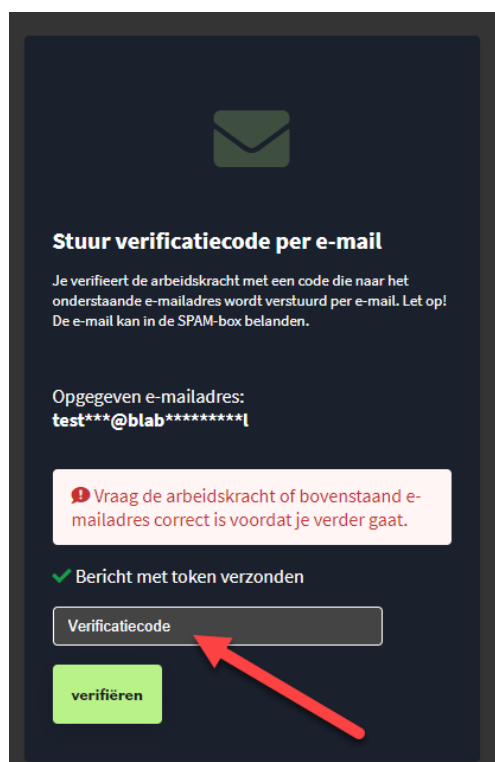 Stuur verificatiecode per e-mail
Je verifieert de arbeidskracht met een code die naar het
onderstaande e-mailadres wordt verstuurd per e-mail. Let op!
De e-mail kan in de SPAM-box belanden.
Opgegeven e-mailadres:
test***@blab*********l
Vraag de arbeidskracht of bovenstaand e-
mailadres correct is voordat je verder gaat.
Bericht met token verzonden
Verificatiecode
verifiëren